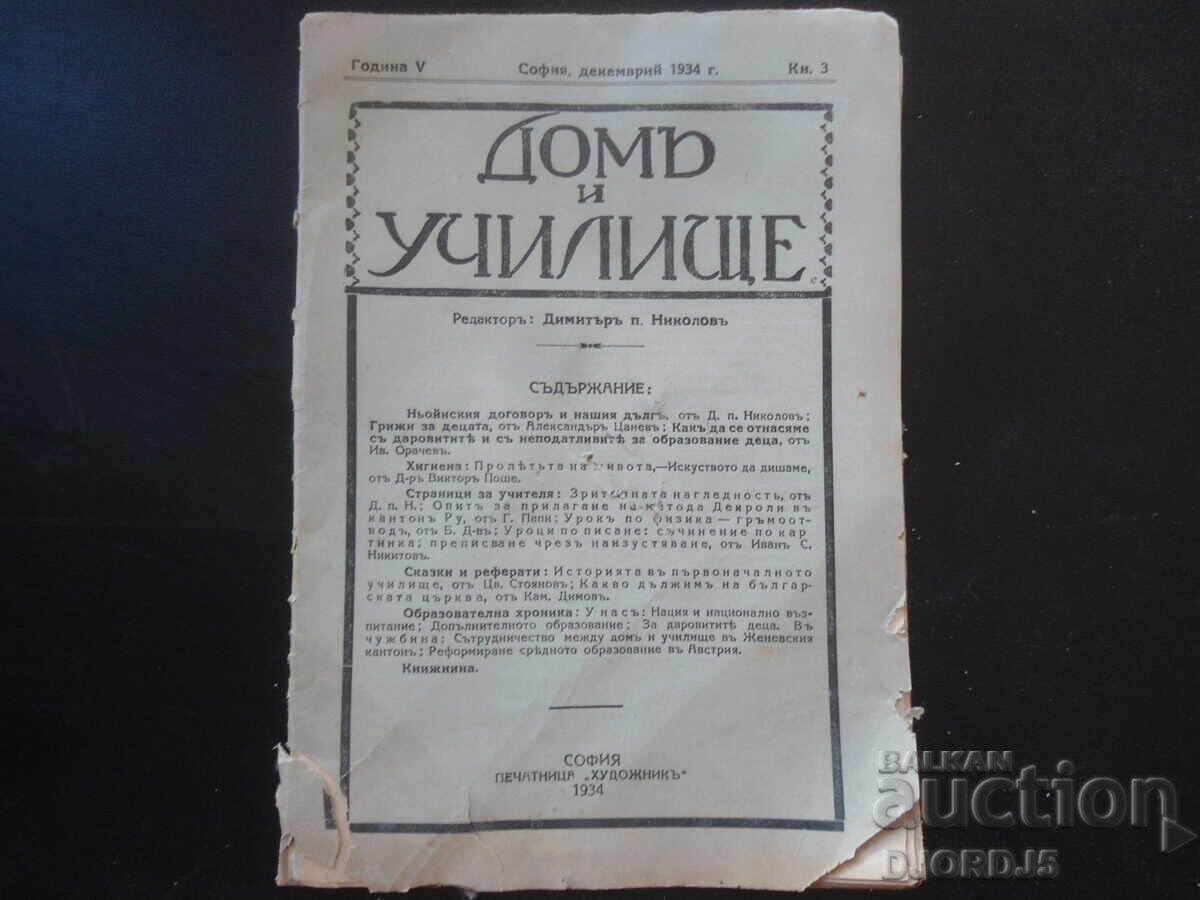 Година V София, декемврий 1934 г. Кн. 3
ДОМЪ
И
УЧИЛИЩЕ
Редакторъ: Димитъръ п. Николовъ
СЪДЪРЖАНИЕ:
Ньойнския договоръ и нашия дългъ, отъ Д. п. Николовъ;
Грижи за децата, отъ Александъръ Цаневъ; Какъ да се отнасяме
съ даровититѣ и съ неподатливитѣ за образование деца, отъ
Ив. Орачевъ.
Хигиена: Пролѣтьта на живота,—Искуството да дишаме,
отъ Д-ръ Викторъ Поше.
Страници за учителя: Зрителната нагледность, отъ
Д. п. Н.; Опитъ за прилагане на метода Декроли въ
кантонъ Ру, отъ Г. Папи; Урокъ по физика — гръмоот-
водъ, отъ Б. Д-въ; Уроци по писане: съчинение по кар
тинка; преписване чрезъ наизустяване, отъ Иванъ С.
Никитовъ.
Сказки и реферати: Историята въ първоначалното
училище, отъ Цв. Стояновъ; Какво дължимъ на българ-
ската църква, отъ Кам. Димовъ.
Образователна хроника: У насъ: Нация и национално въз-
питание; Допълнителното образование; За даровититѣ деца. Въ
чужбина: Сътрудничество между домъ и училище въ Женевския
кантонъ; Реформиране срѣдното образование въ Австрия.
Книжнина.
СОФИЯ
ПЕЧАТНИЦА „ХУДОЖНИКЪ"
1934
BALKAN
auction
DJORDJ5